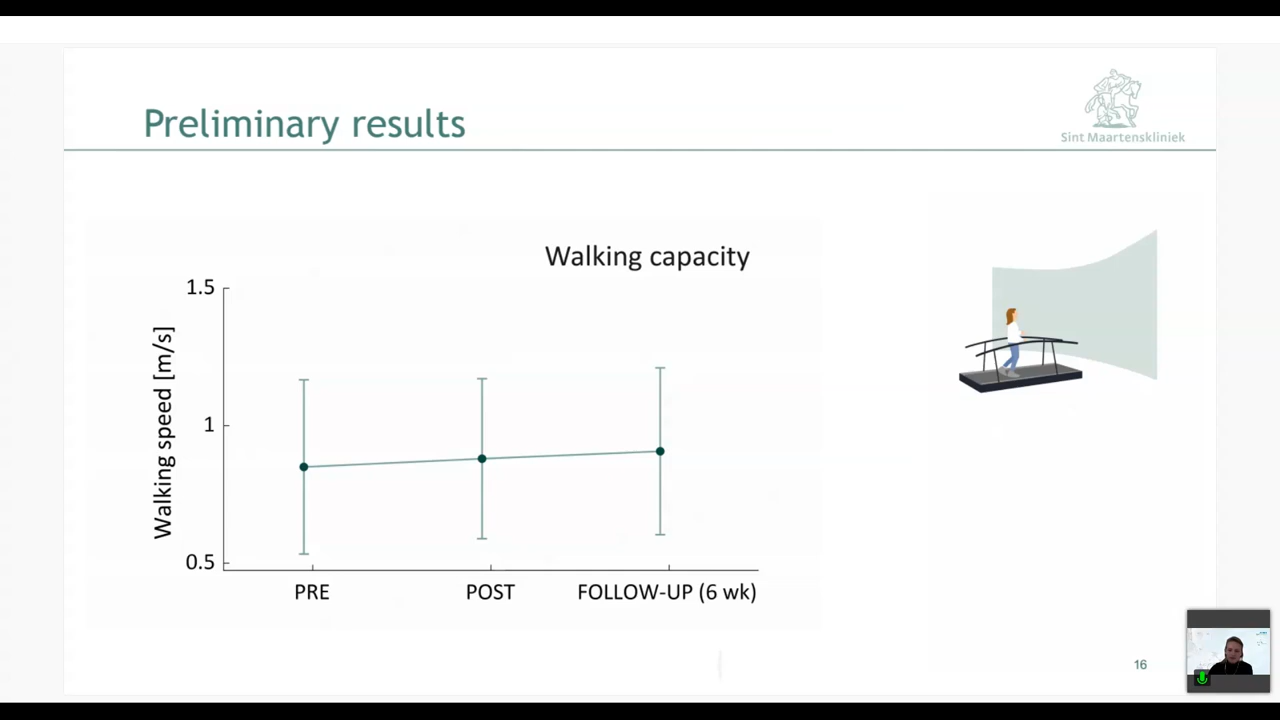 Preliminary results
Sint Maartenskliniek
Walking capacity
Walking speed [m/s]
1.5
1
0.5
PRE
POST
FOLLOW-UP (6 wk)
16